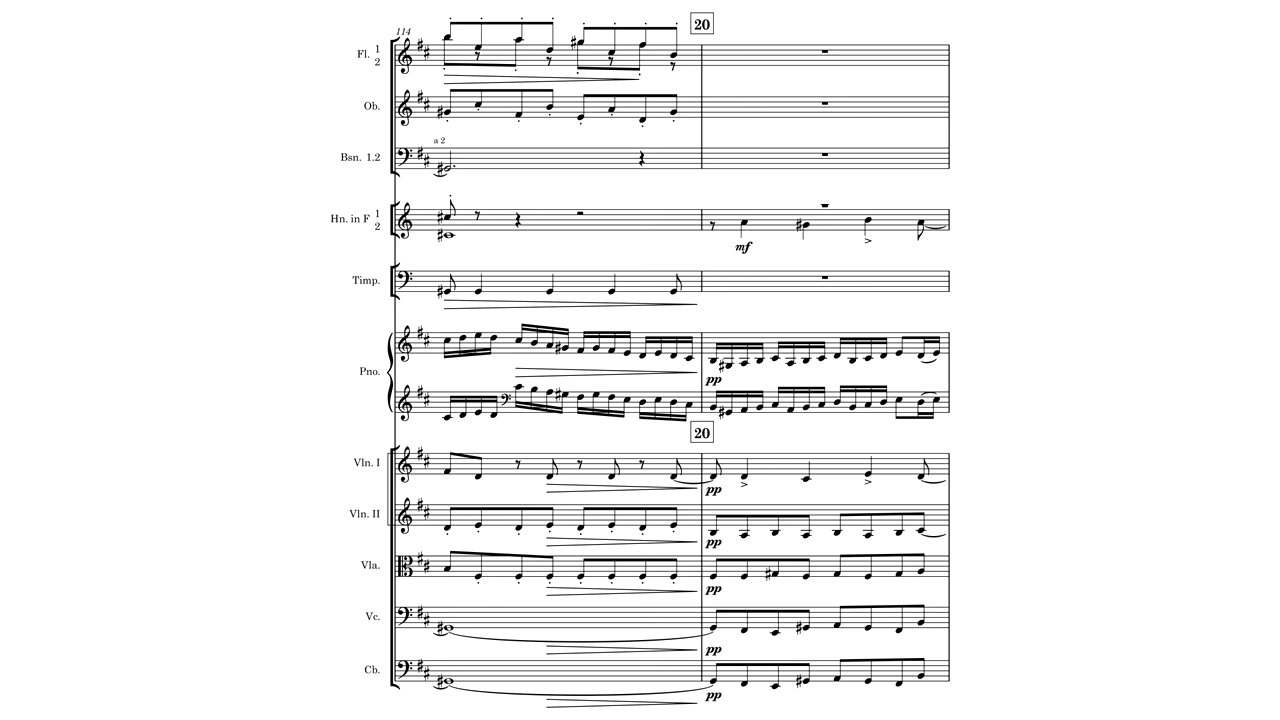 114
20
Fl. 1
2
Ob.
a 2
Bsn. 1.2
Hn. in F 1
2
mf
Timp.
Pno.
pp
20
Vln. I
pp
Vln. II
pp
Vla.
pp
Vc.
pp
Cb.
pp